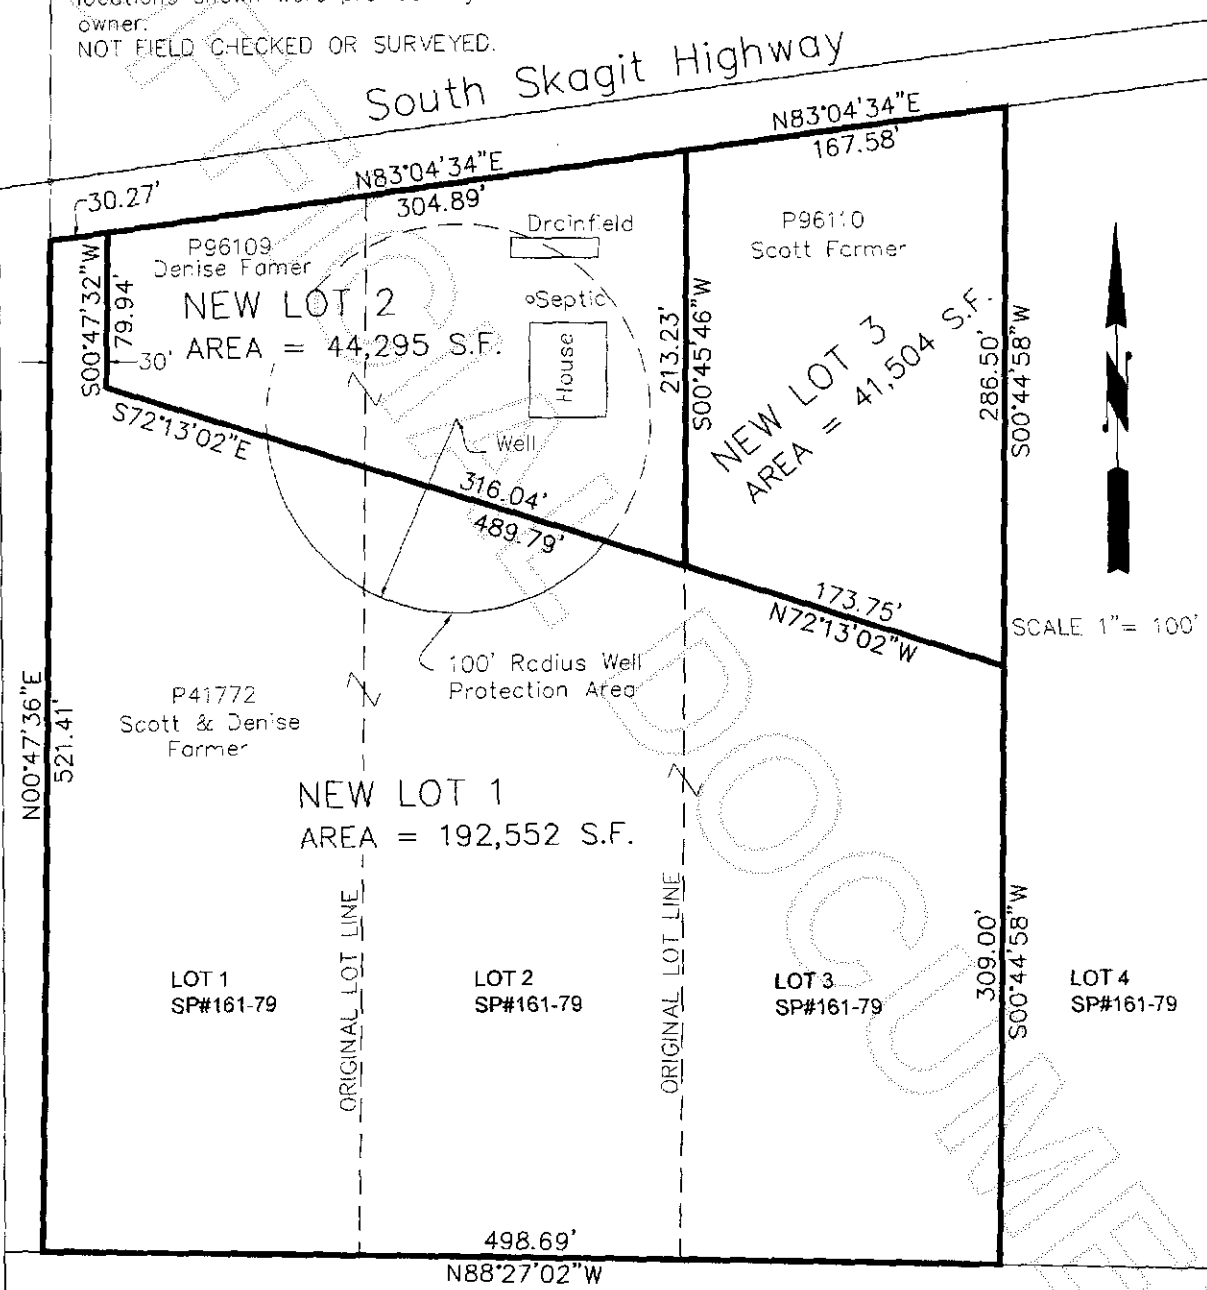 owner.
NOT FIELD CHECKED OR SURVEYED.
South Skagit Highway
N83°04'34"E
167.58'
N83°04'34"E
304.89'
30.27'
Drainfield
P96109
Denise Famer
P96110
Scott Farmer
S00°47'32"W
79.94'
NEW LOT 2
AREA = 44,295 S.F.
Septic
House
30'
213.23'
S00°45'46"W
NEW LOT 3
AREA = 41,504 S.F.
286.50'
S00°44'58"W
S72°13'02"E
Well
316.04'
489.79'
N
173.75'
N72°13'02"W
SCALE 1"= 100'
100' Radius Well
Protection Area
P41772
Scott & Denise
Farmer
N00°47'36"E
521.41'
NEW LOT 1
AREA = 192,552 S.F.
ORIGINAL LOT LINE
ORIGINAL LOT LINE
309.00'
S00°44'58"W
LOT 1
SP#161-79
LOT 2
SP#161-79
LOT 3
SP#161-79
LOT 4
SP#161-79
498.69'
N88°27'02"W